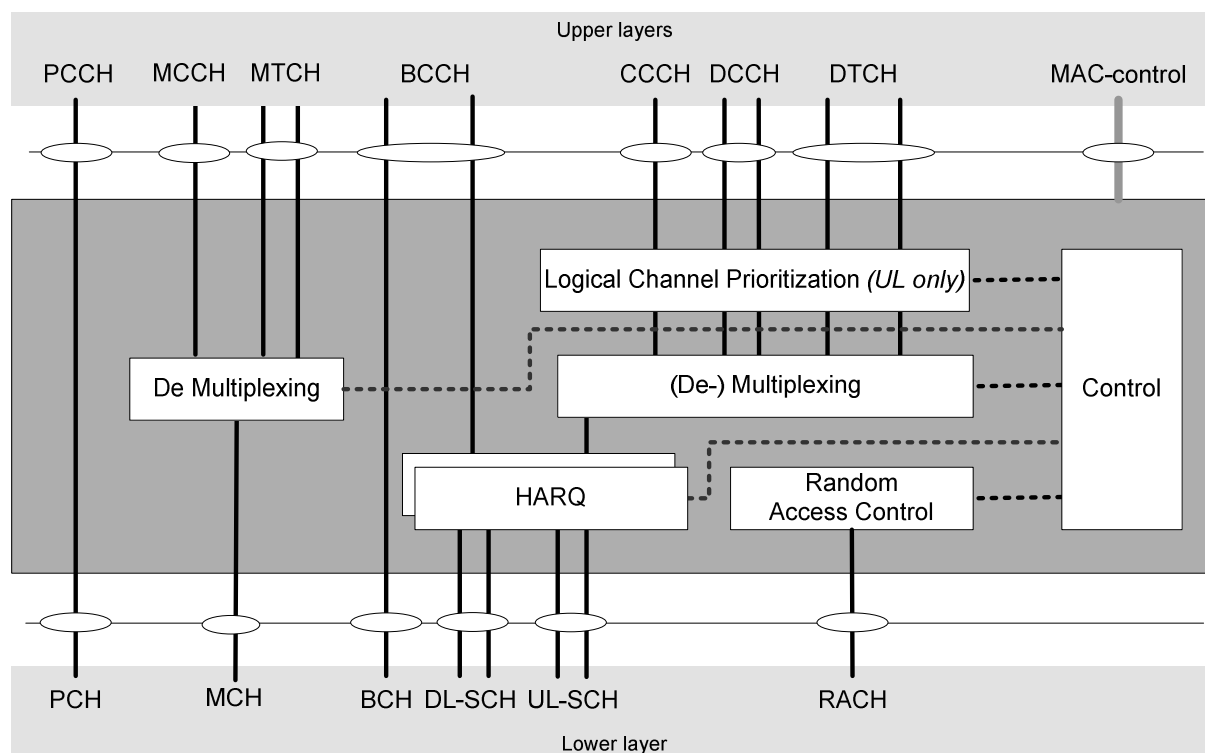 Upper layers
PCCH MCCH MTCH BCCH CCCH DCCH DTCH MAC-control
Logical Channel Prioritization (UL only)
De Multiplexing
(De-) Multiplexing
Control
HARQ
Random
Access Control
PCH MCH BCH DL-SCH UL-SCH RACH
Lower layer